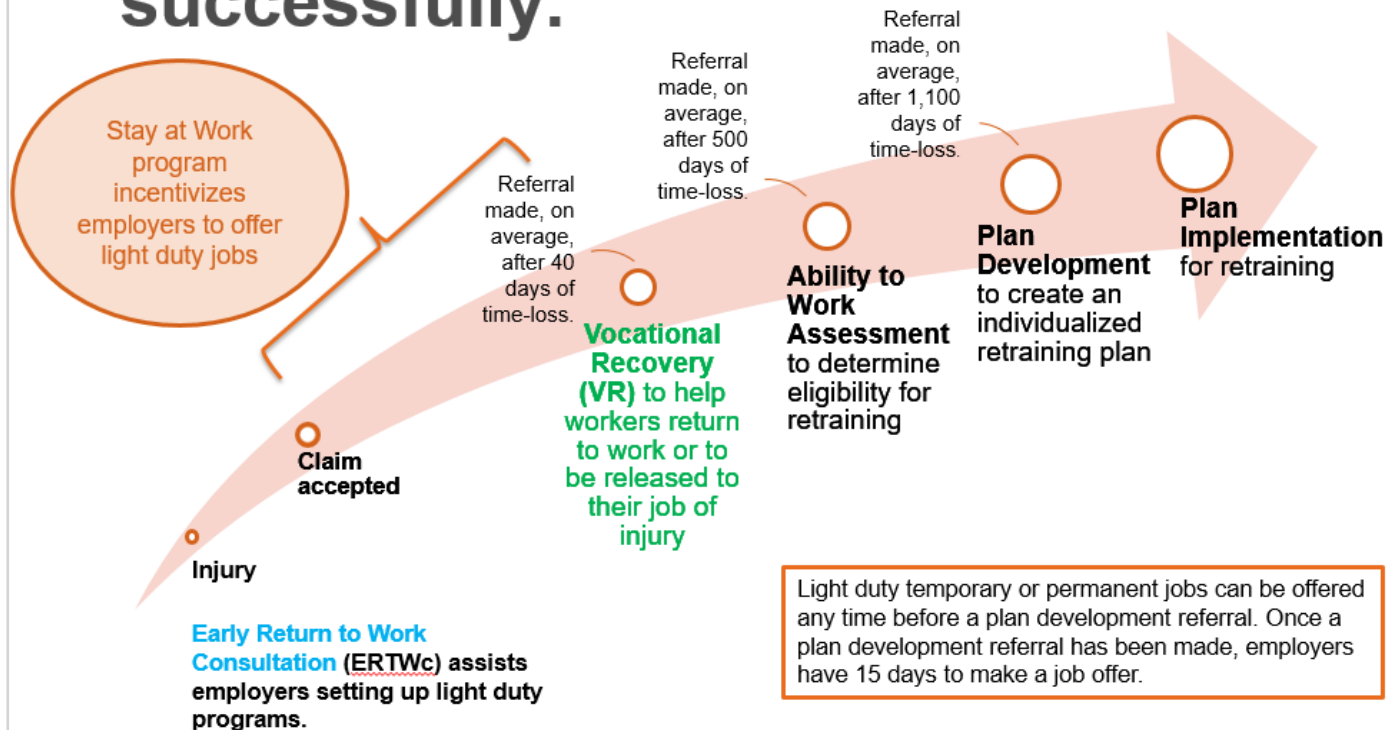 successfully.
Stay at Work
program
incentivizes
employers to offer
light duty jobs
Injury
Claim
accepted
Early Return to Work
Consultation (ERTWc) assists
employers setting up light duty
programs.
Referral
made, on
average,
after 40
days of
time-loss.
Vocational
Recovery
(VR) to help
workers return
to work or to
be released to
their job of
injury
Referral
made, on
average,
after 500
days of
time-loss.
Ability to
Work
Assessment
to determine
eligibility for
retraining
Referral
made, on
average,
after 1,100
days of
time-loss.
Plan
Development
to create an
individualized
retraining plan
Plan
Implementation
for retraining
Light duty temporary or permanent jobs can be offered
any time before a plan development referral. Once a
plan development referral has been made, employers
have 15 days to make a job offer.